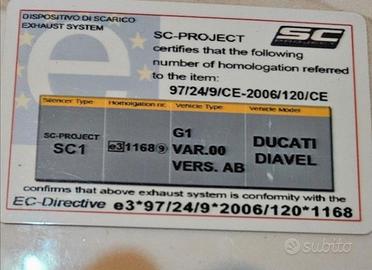 DISPOSITIVO DI SCARICO
EXHAUST SYSTEM
SC-PROJECT
SC
PROJECT
certifies that the following
number of homologation referred
to the item:
97/24/9/CE-2006/120/CE
Silencer Type
Homologation nr.
Vehicle Type
Vehicle Model
SC-PROJECT
SC1
e3 1168 9
G1
VAR.00
VERS. AB
DUCATI
DIAVEL
confirms that above exhaust system is conformity with the
EC-Directive e3*97/24/9*2006/120*1168
subito